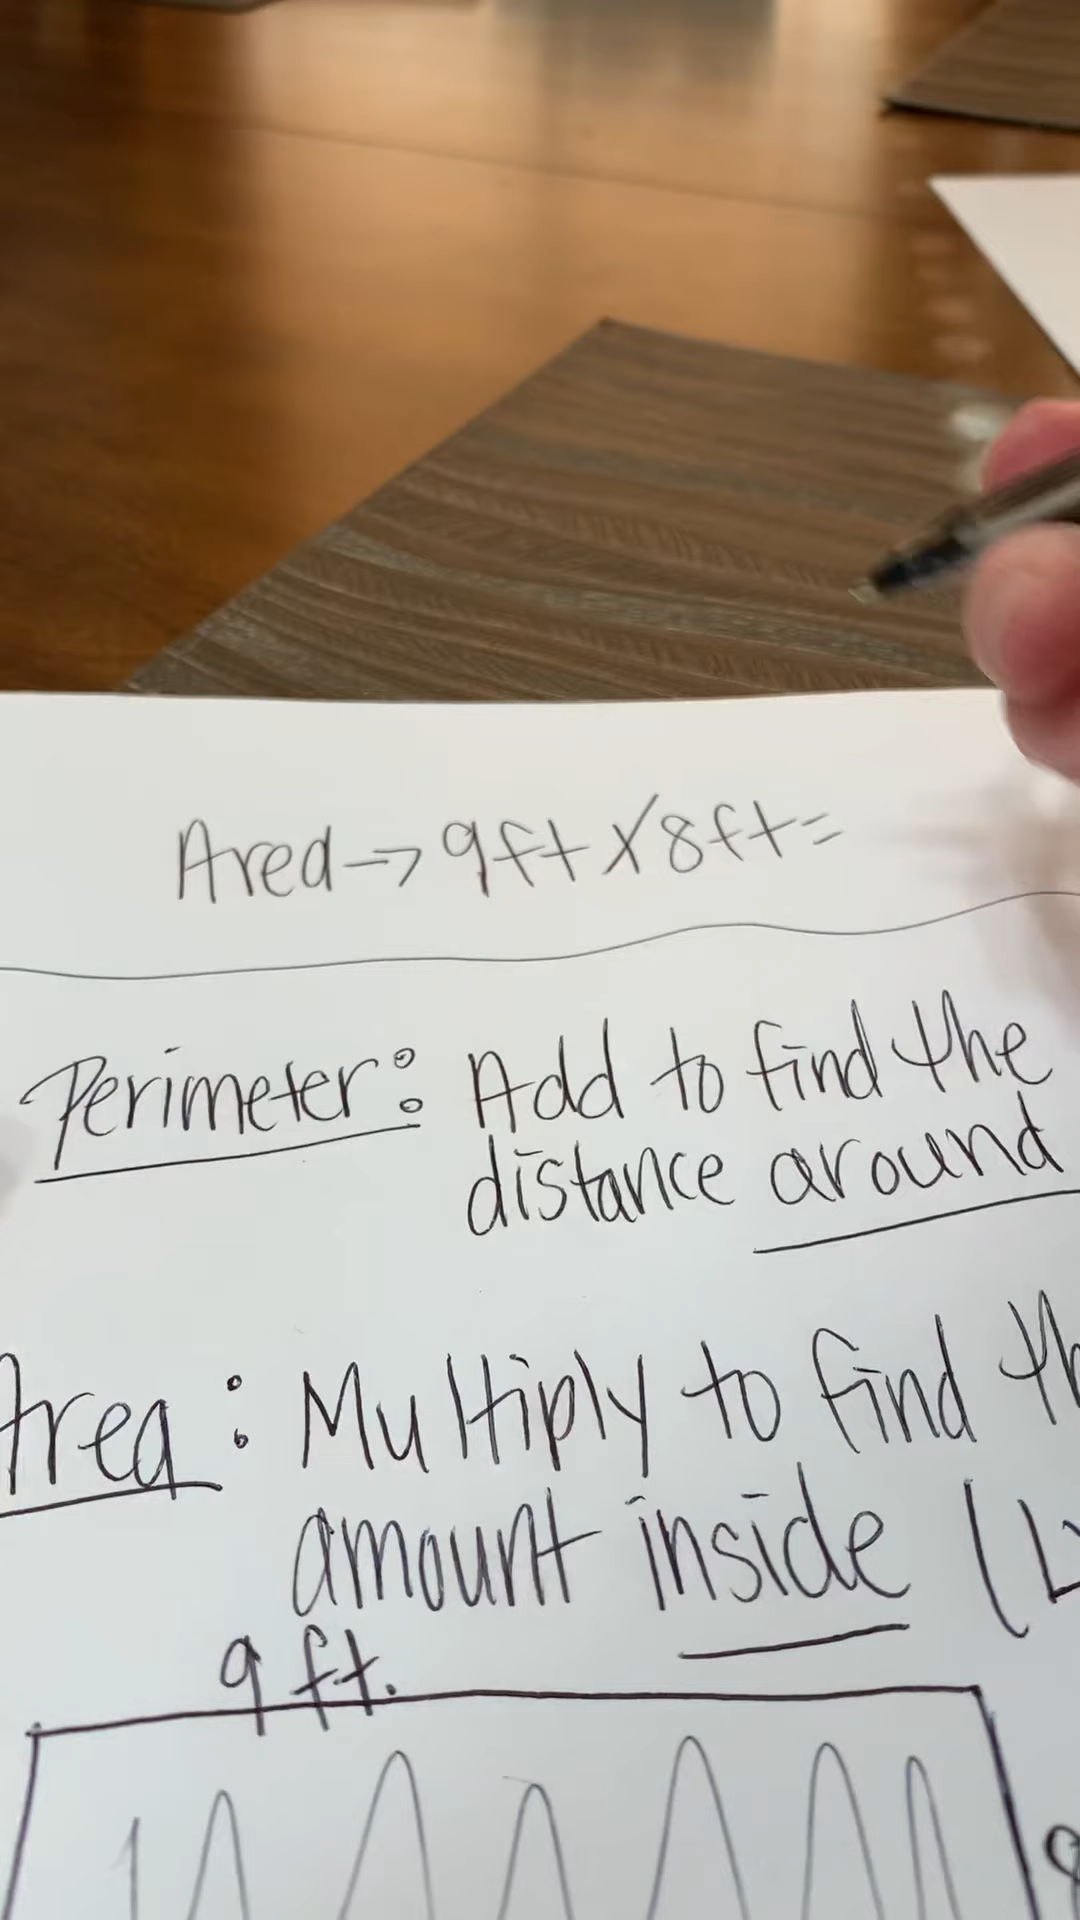 Area→9ft×8ft=
Perimeter: Add to find the
distance around
Area: Multiply to find th
amount inside (L
9 ft.